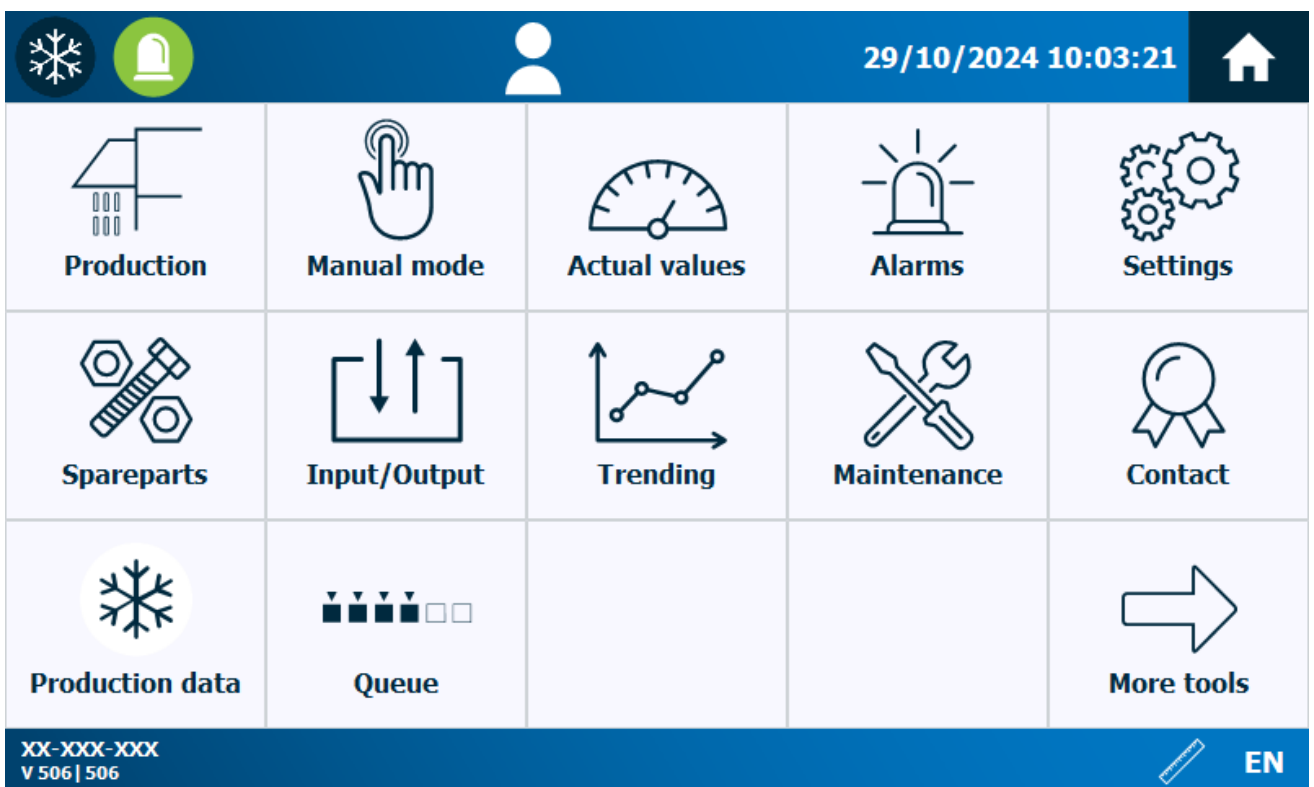 29/10/2024 10:03:21
Production
Manual mode
Actual values
Alarms
Settings
Spareparts
Input/Output
Trending
Maintenance
Contact
Production data
Queue
More tools
XX-XXX-XXX
V 506 | 506
EN